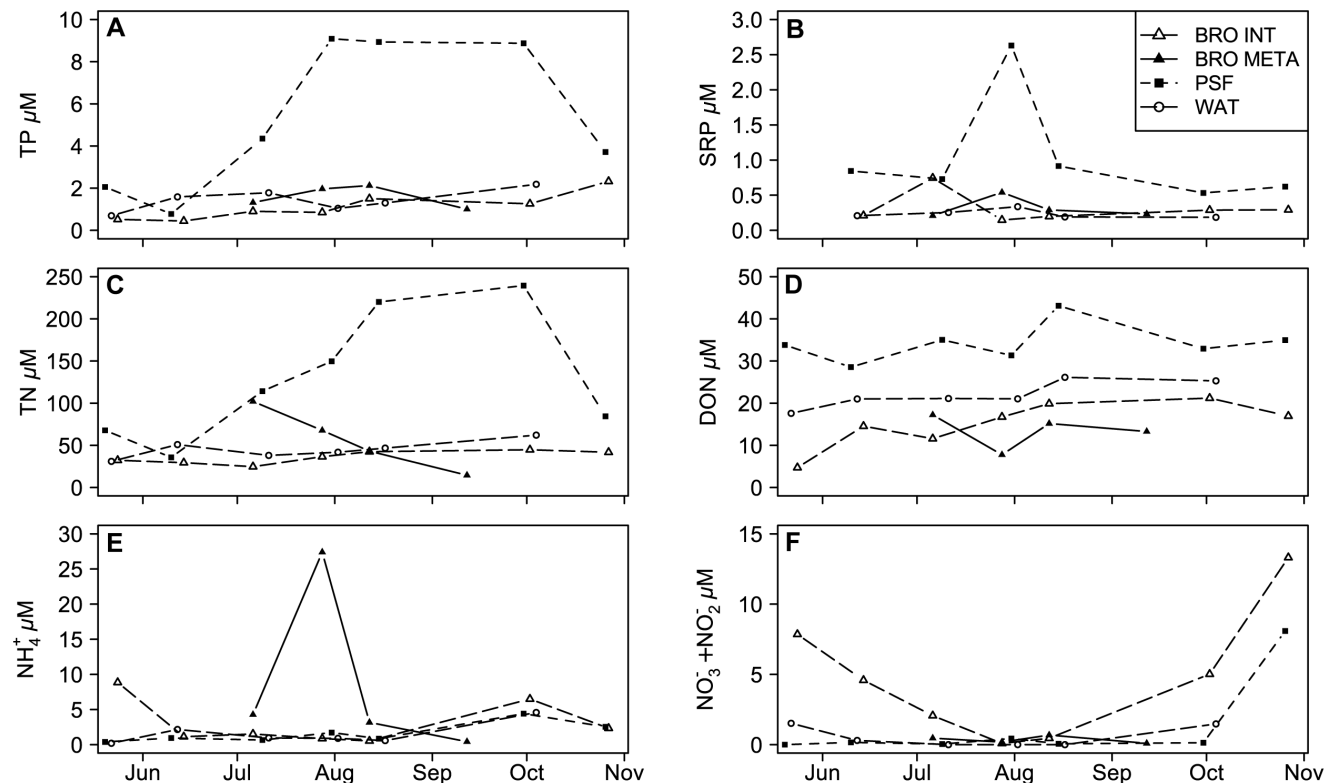 A
TP µM
10
8
6
4
2
0
B
SRP µM
3.0
2.5
2.0
1.5
1.0
0.5
0.0
BRO INT
BRO META
PSF
WAT
C
TN µM
250
200
150
100
50
0
D
DON µM
50
40
30
20
10
0
E
NH₄⁺ µM
30
25
20
15
10
5
0
Jun Jul Aug Sep Oct Nov
F
NO₃⁻+NO₂⁻ µM
15
10
5
0
Jun Jul Aug Sep Oct Nov